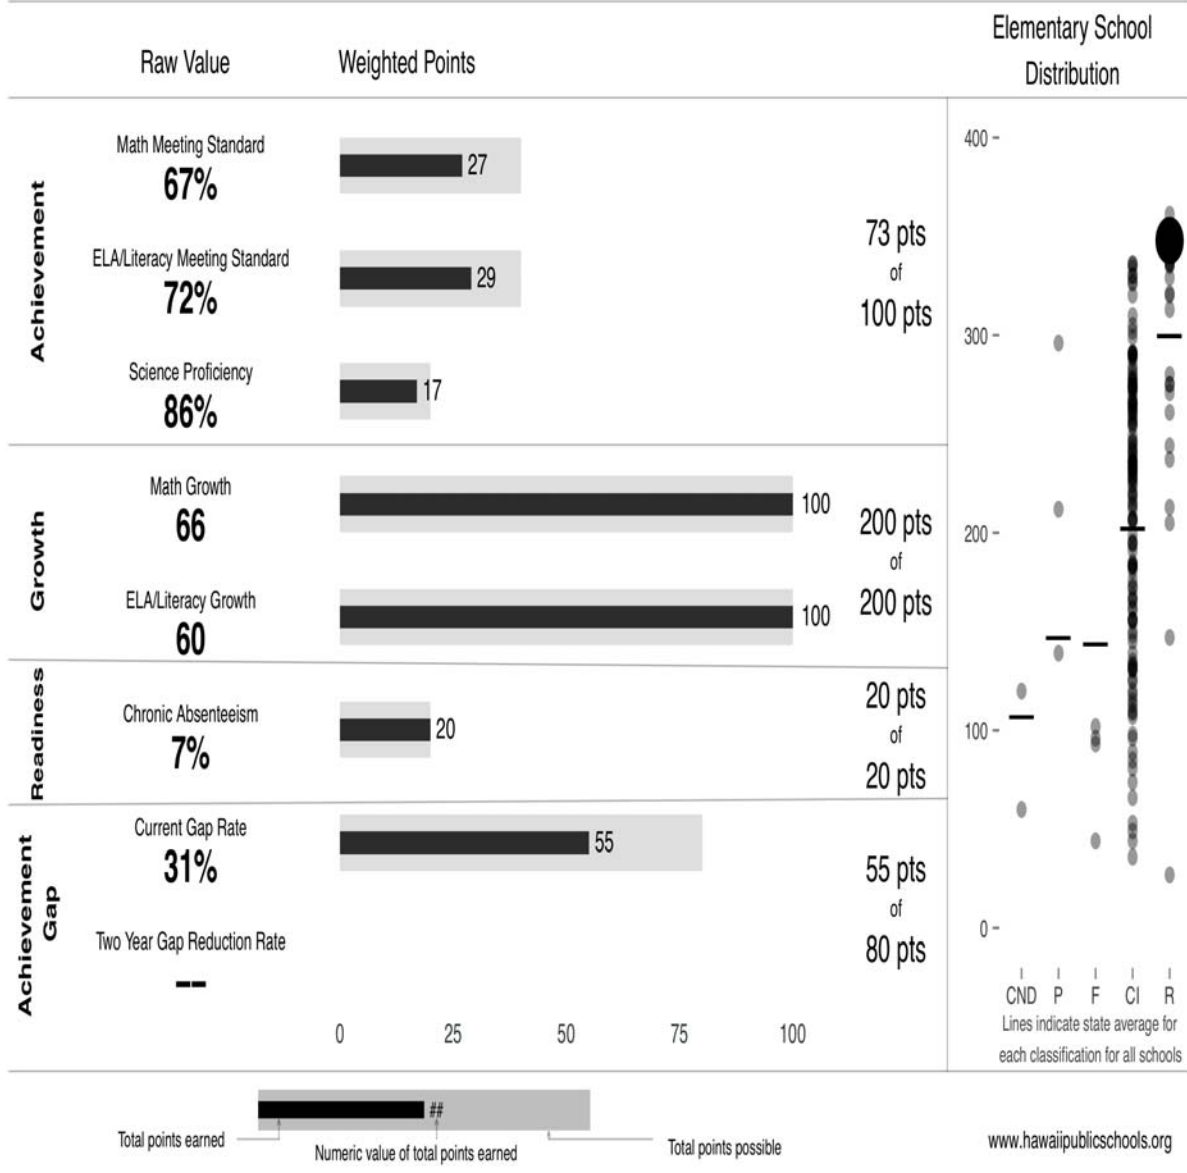 Raw Value
Weighted Points
Elementary School
Distribution
Achievement
Math Meeting Standard
67%
27
ELA/Literacy Meeting Standard
72%
29
Science Proficiency
86%
17
73 pts
of
100 pts
Growth
Math Growth
66
100
ELA/Literacy Growth
60
100
200 pts
of
200 pts
Readiness
Chronic Absenteeism
7%
20
20 pts
of
20 pts
Achievement
Gap
Current Gap Rate
31%
55
Two Year Gap Reduction Rate
--
55 pts
of
80 pts
0 25 50 75 100
400
300
200
100
0
CND P F CI R
Lines indicate state average for
each classification for all schools
##
Total points earned
Numeric value of total points earned
Total points possible
www.hawaiipublicschools.org